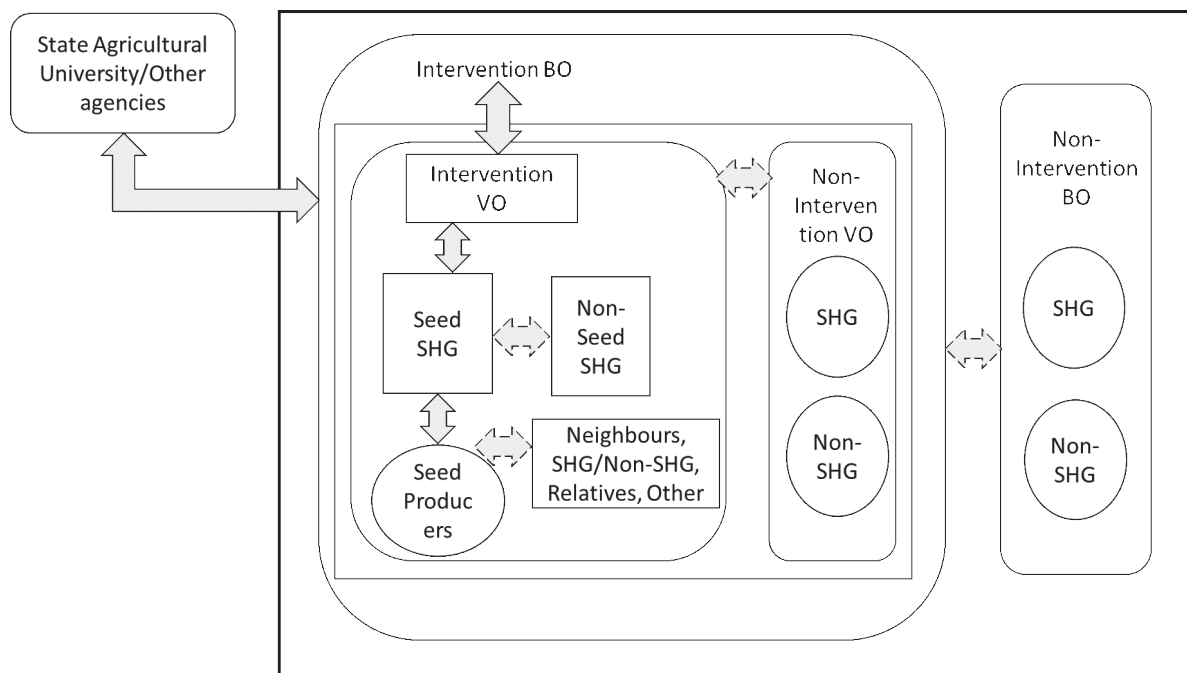 State Agricultural
University/Other
agencies
Intervention BO
Intervention
VO
Seed
SHG
Non-
Seed
SHG
Seed
Produc
ers
Neighbours,
SHG/Non-SHG,
Relatives, Other
Non-
Interven
tion VO
SHG
Non-
SHG
Non-
Intervention
BO
SHG
Non-
SHG